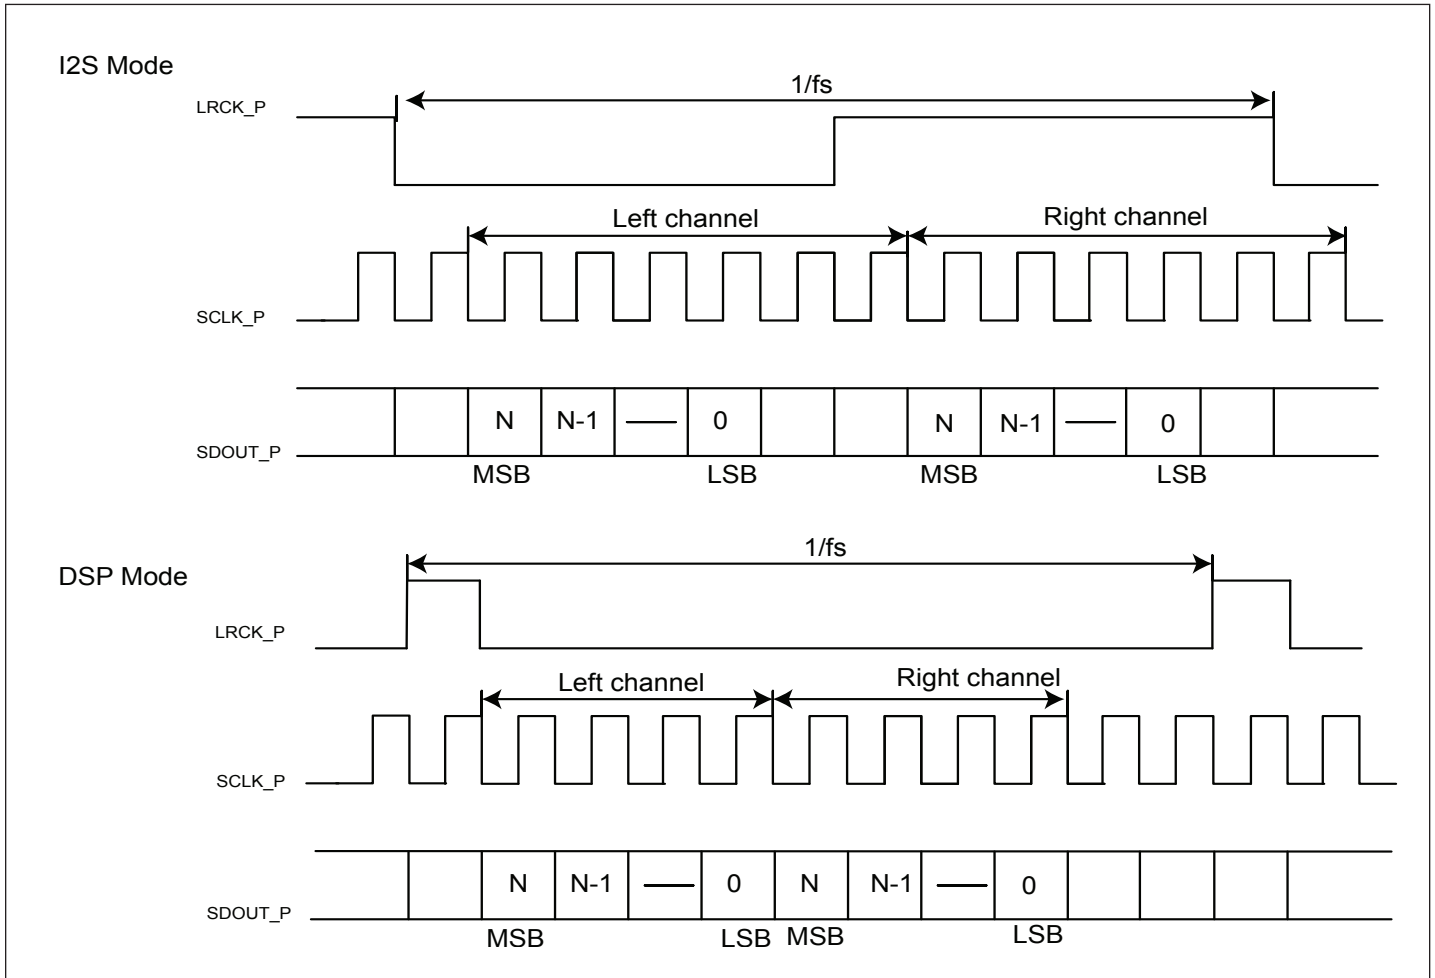 I2S Mode
1/fs
LRCK_P
Left channel
Right channel
SCLK_P
N N-1 — 0 N N-1 — 0
SDOUT_P
MSB LSB MSB LSB
1/fs
DSP Mode
LRCK_P
Left channel
Right channel
SCLK_P
N N-1 — 0 N N-1 — 0
SDOUT_P
MSB LSB MSB LSB